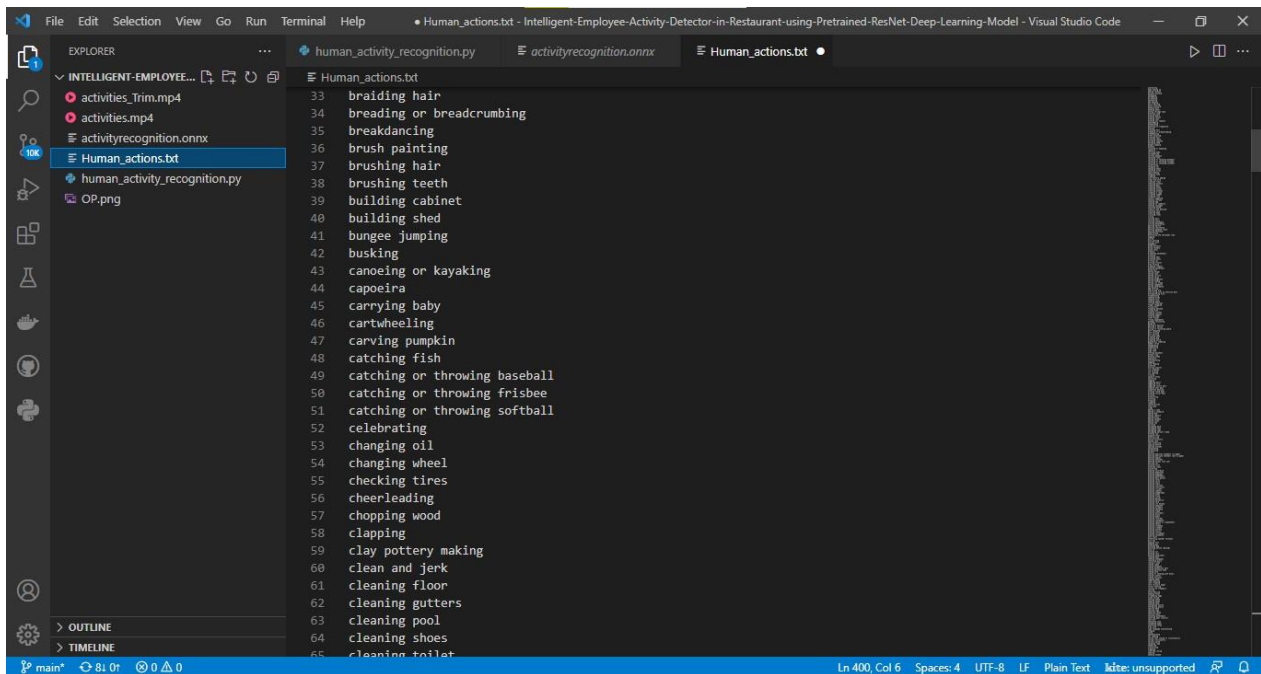 File Edit Selection View Go Run Terminal Help
● Human_actions.txt - Intelligent-Employee-Activity-Detector-in-Restaurant-using-Pretrained-ResNet-Deep-Learning-Model - Visual Studio Code
EXPLORER
human_activity_recognition.py
activityrecognition.onnx
Human_actions.txt
INTELLIGENT-EMPLOYEE...
activities_Trim.mp4
activities.mp4
activityrecognition.onnx
Human_actions.txt
human_activity_recognition.py
OP.png
1
10K
Human_actions.txt
33 braiding hair
34 breading or breadcrumbing
35 breakdancing
36 brush painting
37 brushing hair
38 brushing teeth
39 building cabinet
40 building shed
41 bungee jumping
42 busking
43 canoeing or kayaking
44 capoeira
45 carrying baby
46 cartwheeling
47 carving pumpkin
48 catching fish
49 catching or throwing baseball
50 catching or throwing frisbee
51 catching or throwing softball
52 celebrating
53 changing oil
54 changing wheel
55 checking tires
56 cheerleading
57 chopping wood
58 clapping
59 clay pottery making
60 clean and jerk
61 cleaning floor
62 cleaning gutters
63 cleaning pool
64 cleaning shoes
65 cleaning toilet
OUTLINE
TIMELINE
main* 8↓ 0↑ 0 0
Ln 400, Col 6 Spaces: 4 UTF-8 LF Plain Text kite: unsupported